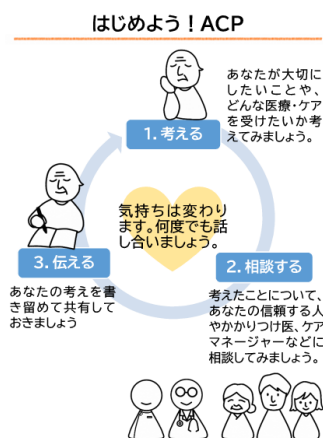 はじめよう！ACP
あなたが大切に
したいことや、
どんな医療・ケア
を受けたいか考
えてみましょう。
1. 考える
気持ちは変わり
ます。何度でも話
し合いましょう。
2. 相談する
考えたことについて、
あなたの信頼する人
やかかりつけ医、ケア
マネージャーなどに
相談してみましょう。
3. 伝える
あなたの考えを書
き留めて共有して
おきましょう